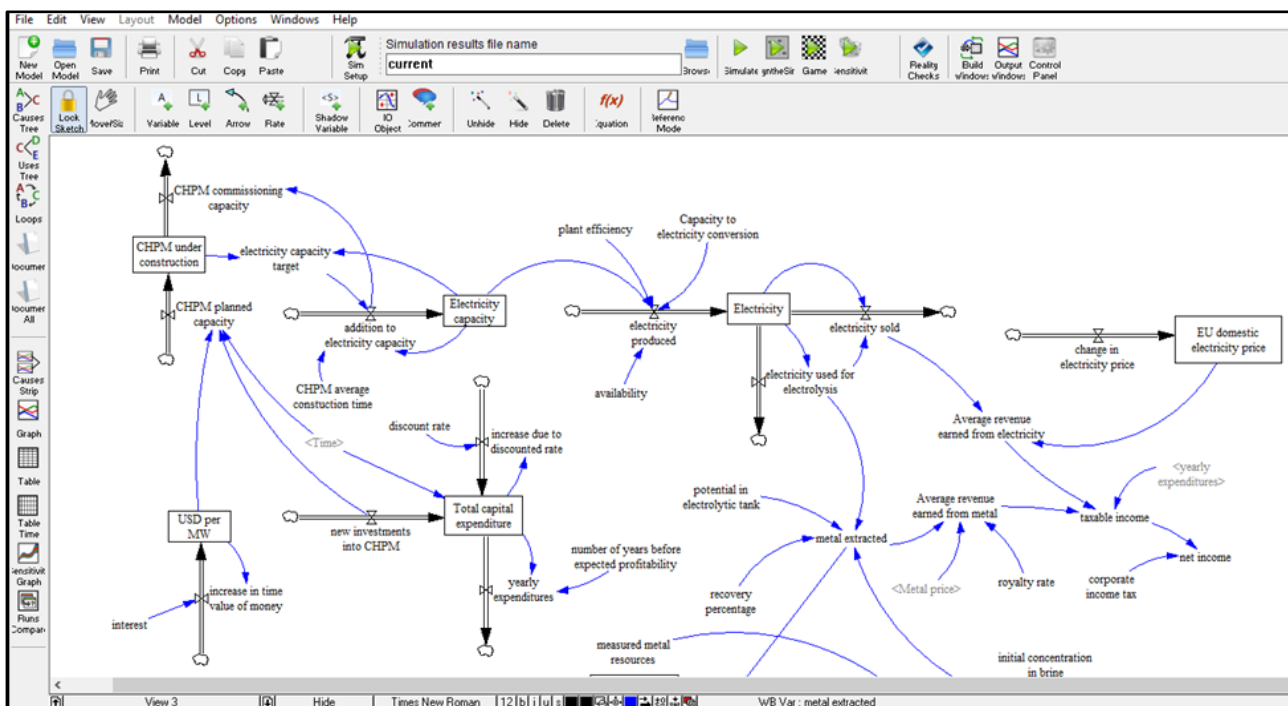 File Edit View Layout Model Options Windows Help
Simulation results file name
current
New Model
Open Model
Save
Print
Cut
Copy
Paste
Sim Setup
Browse
Simulate
Game
Reality Checks
Build
Output
Control Panel
Causes Tree
Lock Sketch
Variable
Level
Arrow
Rate
Shadow Variable
IO Object
Unhide
Hide
Delete
f(x)
Mode
Uses Tree
Loops
All
Causes Strip
Graph
Table
Table Time
Graph
Runs
CHPM commissioning
capacity
CHPM under
construction
electricity capacity
target
CHPM planned
capacity
addition to
electricity capacity
Electricity
capacity
CHPM average
constuction time
plant efficiency
Capacity to
electricity conversion
electricity
produced
availability
Electricity
electricity sold
electricity used for
electrolysis
change in
electricity price
EU domestic
electricity price
Average revenue
earned from electricity
<Time>
discount rate
increase due to
discounted rate
Total capital
expenditure
new investments
into CHPM
USD per
MW
increase in time
value of money
interest
yearly
expenditures
number of years before
expected profitability
potential in
electrolytic tank
metal extracted
recovery
percentage
Average revenue
earned from metal
<Metal price>
royalty rate
<yearly
expenditures>
taxable income
net income
corporate
income tax
measured metal
resources
initial concentration
in brine
View 3
Hide
Times New Roman
12 b i u s
WB Var : metal extracted